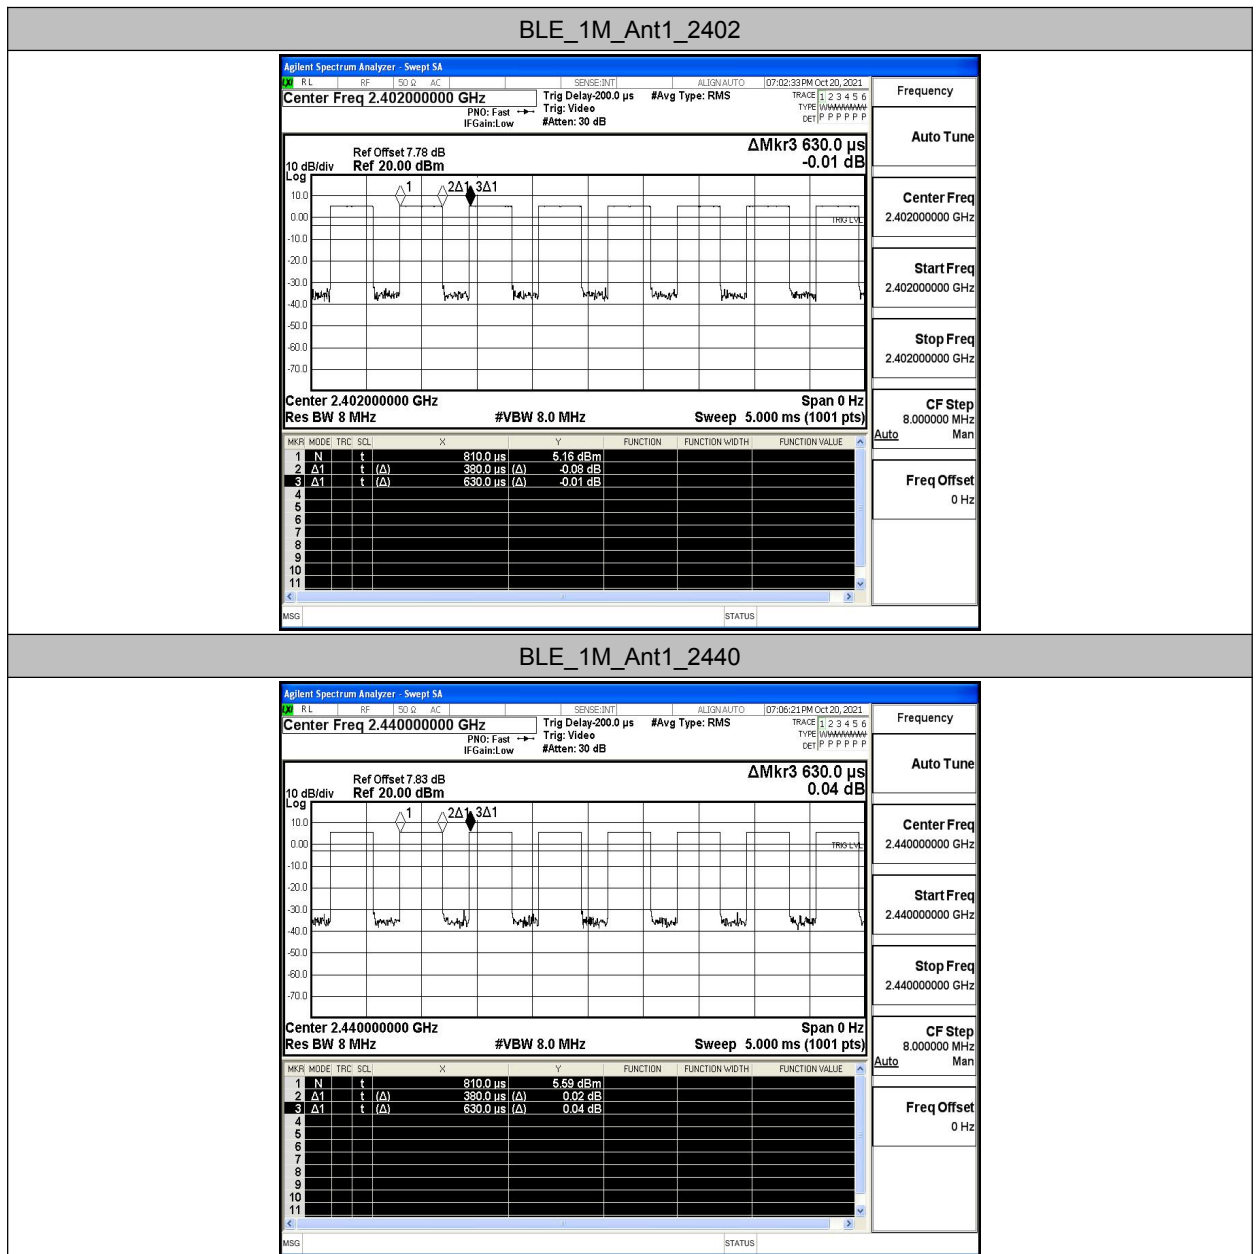 BLE_1M_Ant1_2402
Agilent Spectrum Analyzer - Swept SA
RL RF 50 Ω AC SENSE:INT ALIGNAUTO 07:02:33 PM Oct 20, 2021
Center Freq 2.402000000 GHz
PNO: Fast
IFGain:Low
Trig Delay-200.0 µs
Trig: Video
#Atten: 30 dB
#Avg Type: RMS
TRACE 1 2 3 4 5 6
TYPE
DET P P P P P P
Ref Offset 7.78 dB
10 dB/div Ref 20.00 dBm
ΔMkr3 630.0 µs
-0.01 dB
Log
1 2Δ1 3Δ1
10.0
0.00
TRIG LVL
-10.0
-20.0
-30.0
-40.0
-50.0
-60.0
-70.0
Center 2.402000000 GHz Span 0 Hz
Res BW 8 MHz #VBW 8.0 MHz Sweep 5.000 ms (1001 pts)
MKR MODE TRC SCL X Y FUNCTION FUNCTION WIDTH FUNCTION VALUE
1 N t 810.0 µs 5.16 dBm
2 Δ1 t (Δ) 380.0 µs (Δ) -0.08 dB
3 Δ1 t (Δ) 630.0 µs (Δ) -0.01 dB
4
5
6
7
8
9
10
11
MSG STATUS
Frequency
Auto Tune
Center Freq
2.402000000 GHz
Start Freq
2.402000000 GHz
Stop Freq
2.402000000 GHz
CF Step
8.000000 MHz
Auto Man
Freq Offset
0 Hz
BLE_1M_Ant1_2440
Agilent Spectrum Analyzer - Swept SA
RL RF 50 Ω AC SENSE:INT ALIGNAUTO 07:06:21 PM Oct 20, 2021
Center Freq 2.440000000 GHz
PNO: Fast
IFGain:Low
Trig Delay-200.0 µs
Trig: Video
#Atten: 30 dB
#Avg Type: RMS
TRACE 1 2 3 4 5 6
TYPE
DET P P P P P P
Ref Offset 7.83 dB
10 dB/div Ref 20.00 dBm
ΔMkr3 630.0 µs
0.04 dB
Log
1 2Δ1 3Δ1
10.0
0.00
TRIG LVL
-10.0
-20.0
-30.0
-40.0
-50.0
-60.0
-70.0
Center 2.440000000 GHz Span 0 Hz
Res BW 8 MHz #VBW 8.0 MHz Sweep 5.000 ms (1001 pts)
MKR MODE TRC SCL X Y FUNCTION FUNCTION WIDTH FUNCTION VALUE
1 N t 810.0 µs 5.59 dBm
2 Δ1 t (Δ) 380.0 µs (Δ) 0.02 dB
3 Δ1 t (Δ) 630.0 µs (Δ) 0.04 dB
4
5
6
7
8
9
10
11
MSG STATUS
Frequency
Auto Tune
Center Freq
2.440000000 GHz
Start Freq
2.440000000 GHz
Stop Freq
2.440000000 GHz
CF Step
8.000000 MHz
Auto Man
Freq Offset
0 Hz